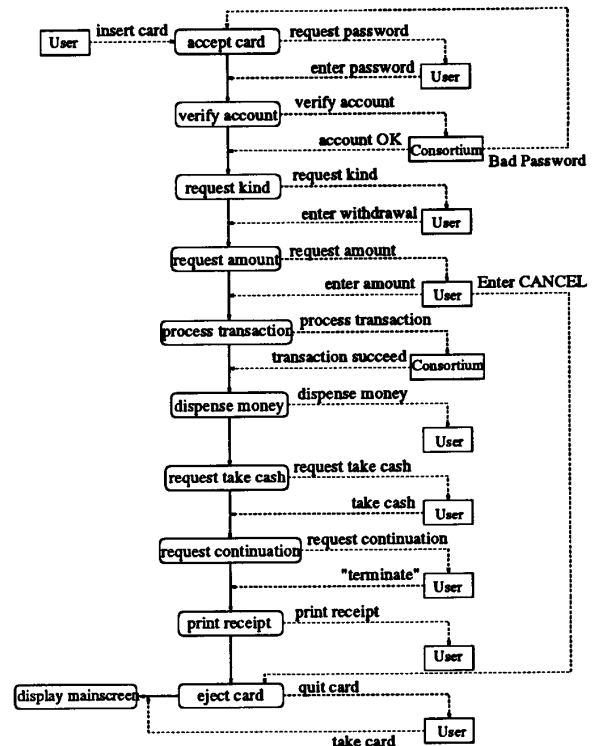 insert card
request password
User
accept card
enter password
User
verify account
verify account
account OK
Consortium
Bad Password
request kind
request kind
enter withdrawal
User
request amount
request amount
enter amount
User
Enter CANCEL
process transaction
process transaction
transaction succeed
Consortium
dispense money
dispense money
User
request take cash
request take cash
take cash
User
request continuation
request continuation
"terminate"
User
print receipt
print receipt
User
display mainscreen
eject card
quit card
User
take card